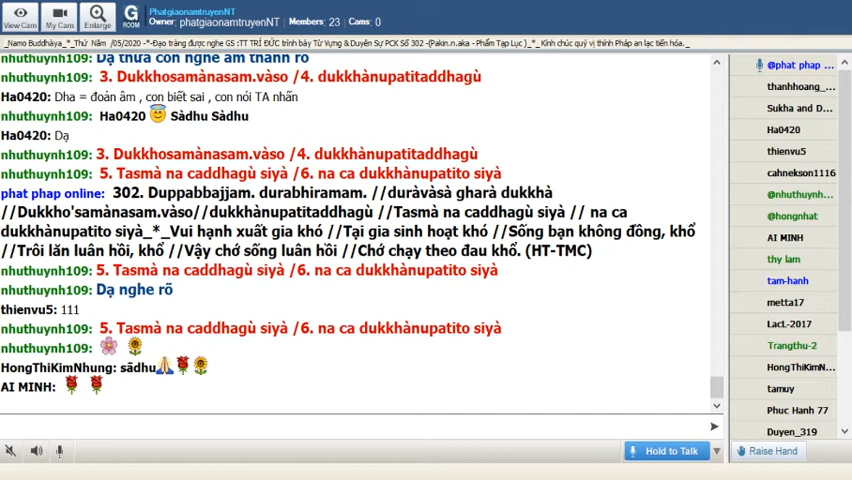 PhatgiaonamtruyenNT
Owner: phatgiaonamtruyenNT Members: 23 Cams: 0
View Cam
My Cam
Enlarge
G ROOM
_Namo Buddhàya_*_Thứ Năm /05/2020 -*-Đạo tràng được nghe GS :TT TRÍ ĐỨC trình bày Từ Vựng & Duyên Sự PCK Số 302 -(Pakin.n.aka - Phẩm Tạp Lục )_*_ Kính chúc quý vị thính Pháp an lạc tiến hóa._
nhuthuynh109: Dạ thưa con nghe âm thanh rõ
nhuthuynh109: 3. Dukkhosamànasam.vàso /4. dukkhànupatitaddhagù
Ha0420: Dha = đoản âm , con biết sai , con nói TA nhấn
nhuthuynh109: Ha0420 Sàdhu Sàdhu
Ha0420: Dạ
nhuthuynh109: 3. Dukkhosamànasam.vàso /4. dukkhànupatitaddhagù
nhuthuynh109: 5. Tasmà na caddhagù siyà /6. na ca dukkhànupatito siyà
phat phap online: 302. Duppabbajjam. durabhiramam. //duràvàsà gharà dukkhà
//Dukkho'samànasam.vàso//dukkhànupatitaddhagù //Tasmà na caddhagù siyà // na ca
dukkhànupatito siyà_*_Vui hạnh xuất gia khó //Tại gia sinh hoạt khó //Sống bạn không đồng, khổ
//Trôi lăn luân hồi, khổ //Vậy chớ sống luân hồi //Chớ chạy theo đau khổ. (HT-TMC)
nhuthuynh109: 5. Tasmà na caddhagù siyà /6. na ca dukkhànupatito siyà
nhuthuynh109: Dạ nghe rõ
thienvu5: 111
nhuthuynh109: 5. Tasmà na caddhagù siyà /6. na ca dukkhànupatito siyà
nhuthuynh109:
HongThiKimNhung: sādhu
AI MINH:
@phat phap ...
thanhhoang_...
Sukha and D...
Ha0420
thienvu5
cahnekson1116
@nhuthuynh...
@hongnhat
AI MINH
thy lam
tam-hanh
metta17
LacL-2017
Trangthu-2
HongThiKimN...
tamuy
Phuc Hanh 77
Duyen_319
Hold to Talk
Raise Hand